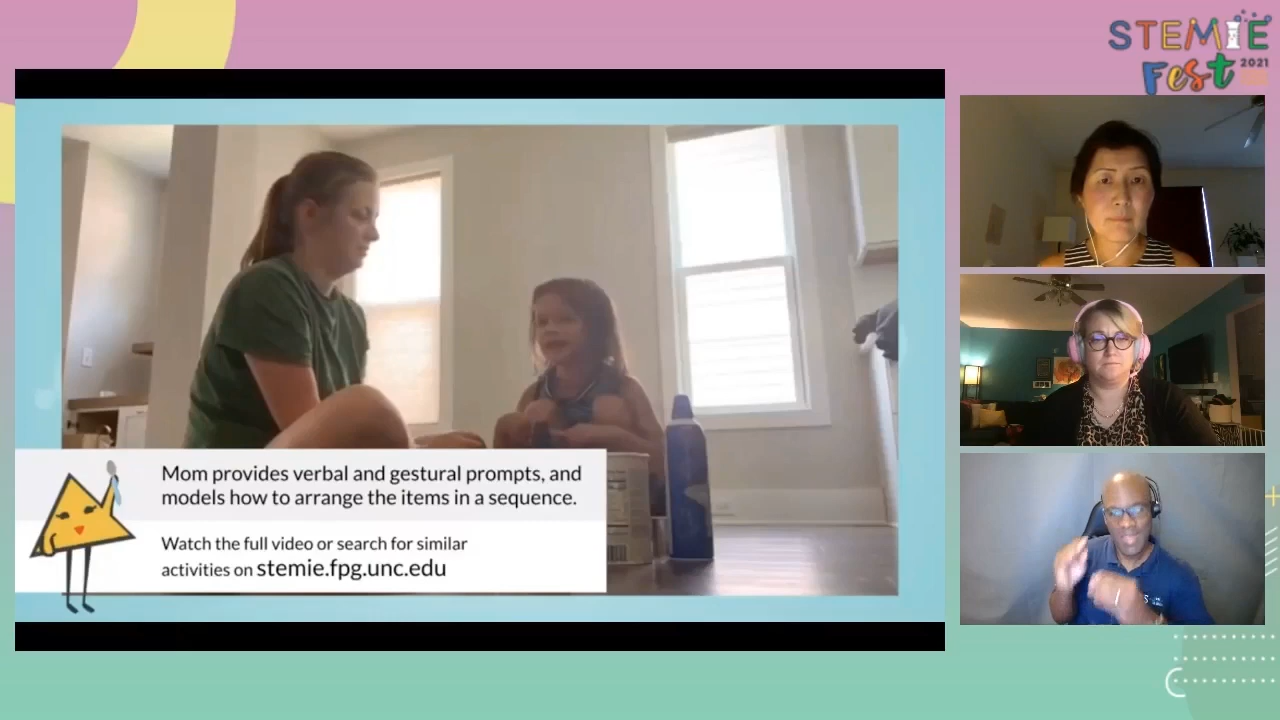 STEMIE
Fest 2021
Mom provides verbal and gestural prompts, and
models how to arrange the items in a sequence.
Watch the full video or search for similar
activities on stemie.fpg.unc.edu